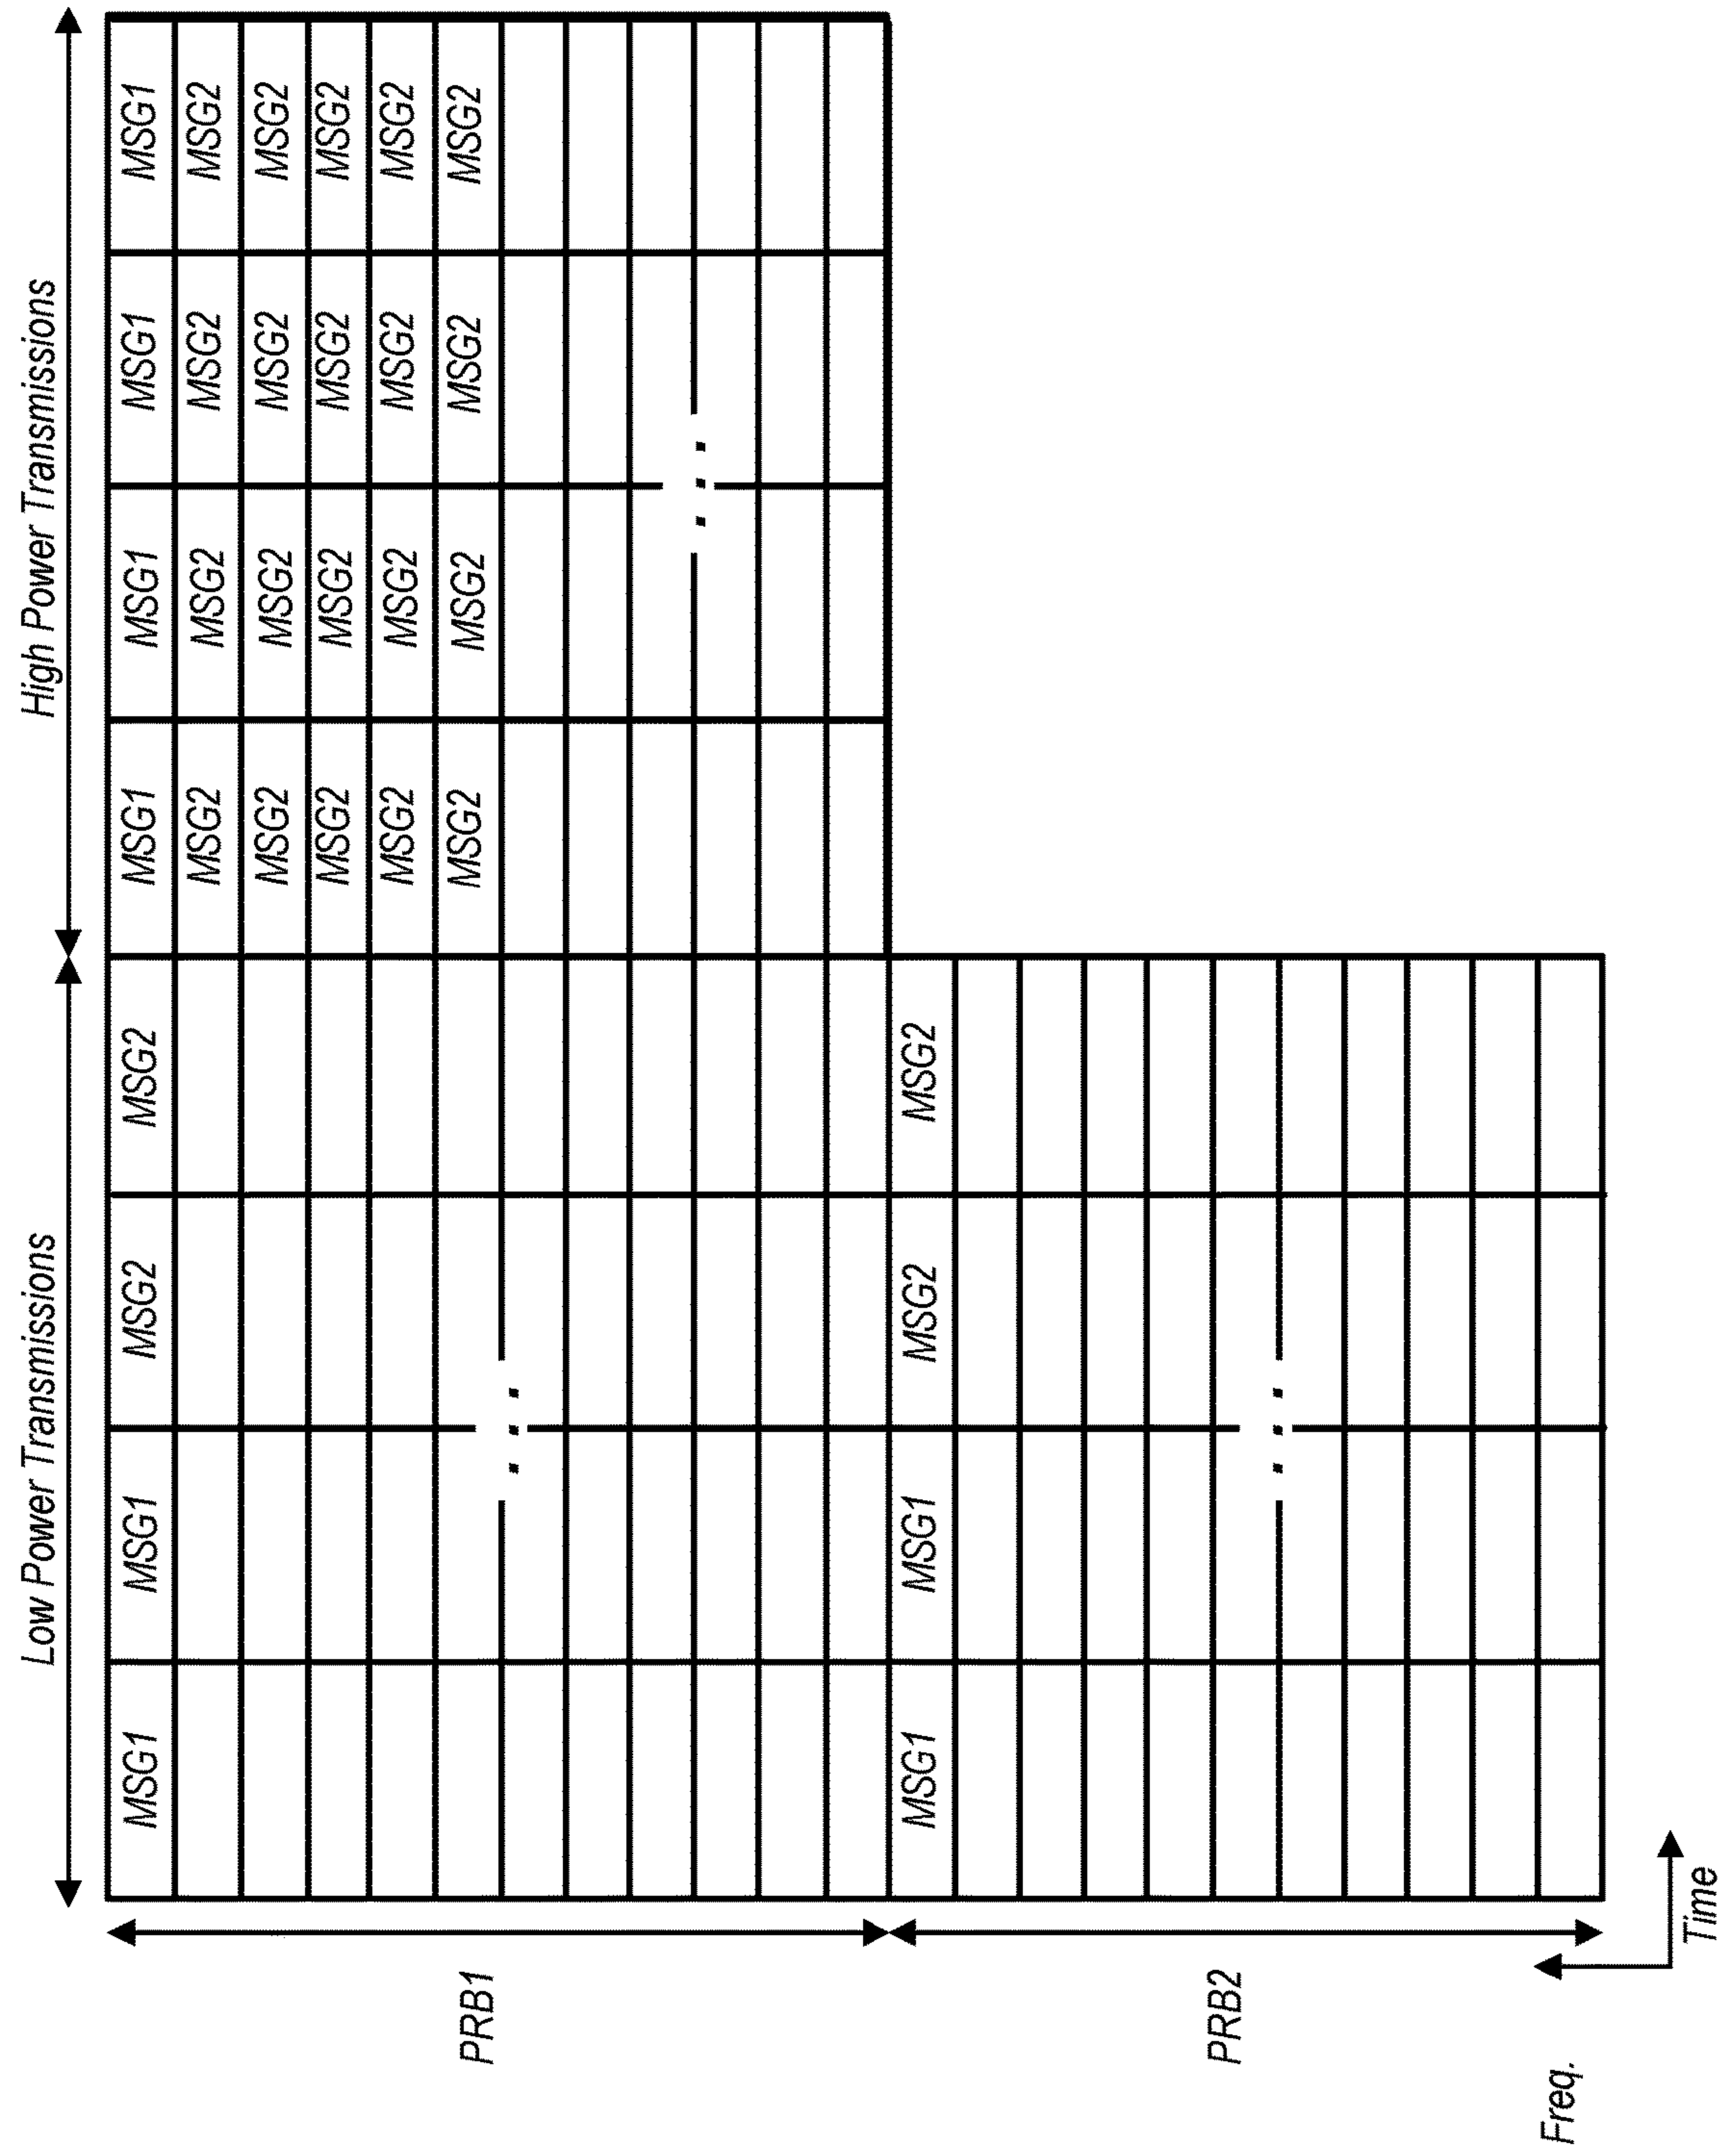 Low Power Transmissions High Power Transmissions
MSG1 MSG1 MSG2 MSG2 MSG1 MSG1 MSG1 MSG1
MSG2 MSG2 MSG2 MSG2
MSG2 MSG2 MSG2 MSG2
MSG2 MSG2 MSG2 MSG2
MSG2 MSG2 MSG2 MSG2
PRB1 MSG2 MSG2 MSG2 MSG2
MSG1 MSG1 MSG2 MSG2
PRB2
Freq.
Time